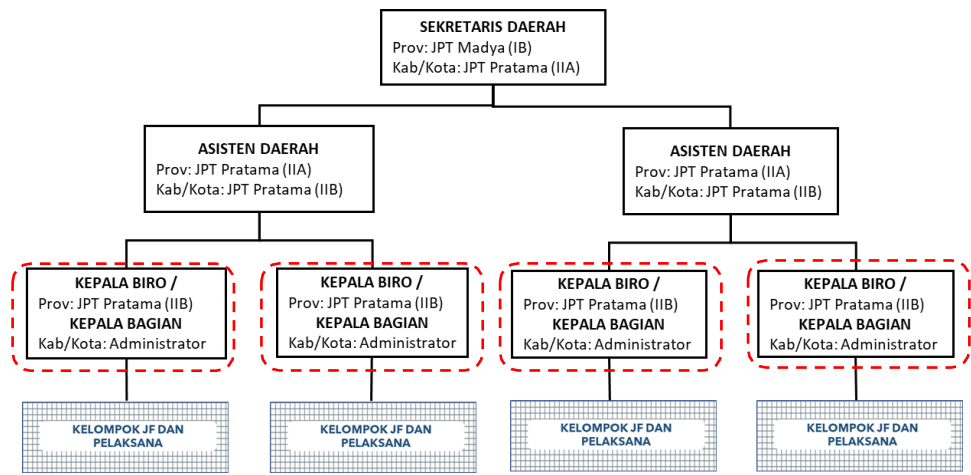 SEKRETARIS DAERAH
Prov: JPT Madya (IB)
Kab/Kota: JPT Pratama (IIA)
ASISTEN DAERAH
Prov: JPT Pratama (IIA)
Kab/Kota: JPT Pratama (IIB)
ASISTEN DAERAH
Prov: JPT Pratama (IIA)
Kab/Kota: JPT Pratama (IIB)
KEPALA BIRO /
Prov: JPT Pratama (IIB)
KEPALA BAGIAN
Kab/Kota: Administrator
KEPALA BIRO /
Prov: JPT Pratama (IIB)
KEPALA BAGIAN
Kab/Kota: Administrator
KEPALA BIRO /
Prov: JPT Pratama (IIB)
KEPALA BAGIAN
Kab/Kota: Administrator
KEPALA BIRO /
Prov: JPT Pratama (IIB)
KEPALA BAGIAN
Kab/Kota: Administrator
KELOMPOK JF DAN
PELAKSANA
KELOMPOK JF DAN
PELAKSANA
KELOMPOK JF DAN
PELAKSANA
KELOMPOK JF DAN
PELAKSANA